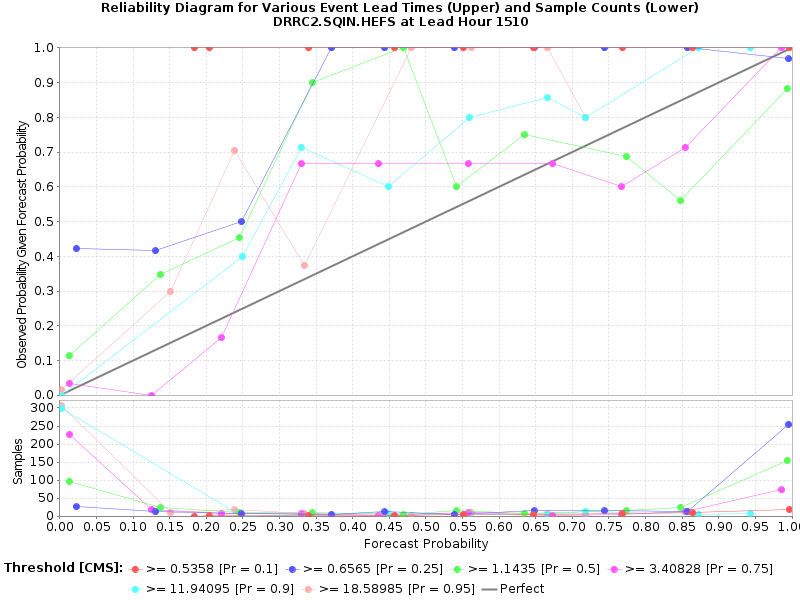 Reliability Diagram for Various Event Lead Times (Upper) and Sample Counts (Lower)
DRRC2.SQIN.HEFS at Lead Hour 1510
Observed Probability Given Forecast Probability
1.0
0.9
0.8
0.7
0.6
0.5
0.4
0.3
0.2
0.1
0.0
Samples
300
250
200
150
100
50
0
0.00 0.05 0.10 0.15 0.20 0.25 0.30 0.35 0.40 0.45 0.50 0.55 0.60 0.65 0.70 0.75 0.80 0.85 0.90 0.95 1.0
Forecast Probability
Threshold [CMS]: >= 0.5358 [Pr = 0.1] >= 0.6565 [Pr = 0.25] >= 1.1435 [Pr = 0.5] >= 3.40828 [Pr = 0.75]
>= 11.94095 [Pr = 0.9] >= 18.58985 [Pr = 0.95] Perfect